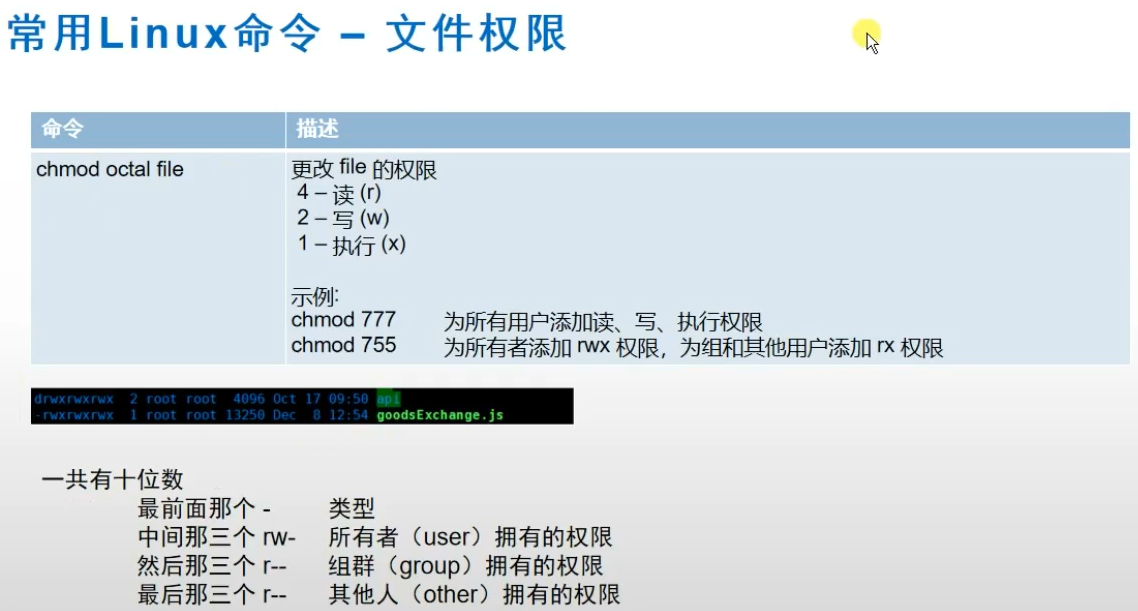 常用Linux命令 – 文件权限
命令 描述
chmod octal file 更改 file 的权限
4 – 读 (r)
2 – 写 (w)
1 – 执行 (x)
示例:
chmod 777 为所有用户添加读、写、执行权限
chmod 755 为所有者添加 rwx 权限，为组和其他用户添加 rx 权限
drwxrwxrwx 2 root root 4096 Oct 17 09:50 api
-rwxrwxrwx 1 root root 13250 Dec 8 12:54 goodsExchange.js
一共有十位数
最前面那个 - 类型
中间那三个 rw- 所有者（user）拥有的权限
然后那三个 r-- 组群（group）拥有的权限
最后那三个 r-- 其他人（other）拥有的权限